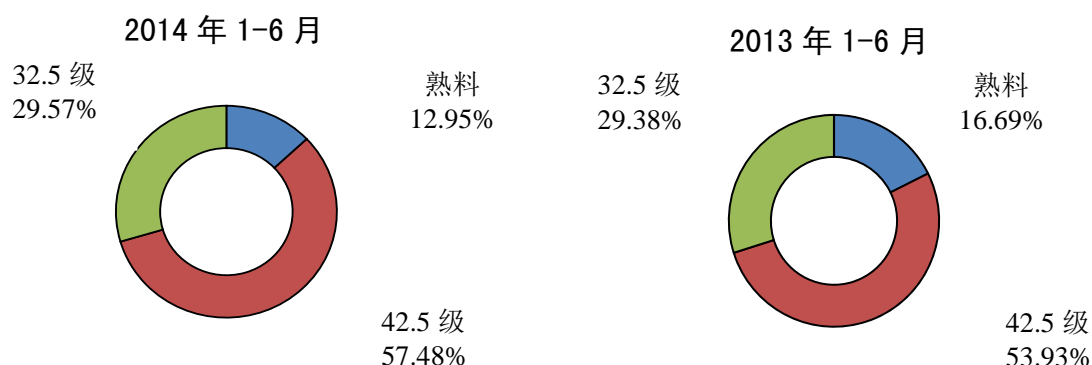 2014 年 1-6 月
32.5 级
29.57%
熟料
12.95%
42.5 级
57.48%
2013 年 1-6 月
32.5 级
29.38%
熟料
16.69%
42.5 级
53.93%